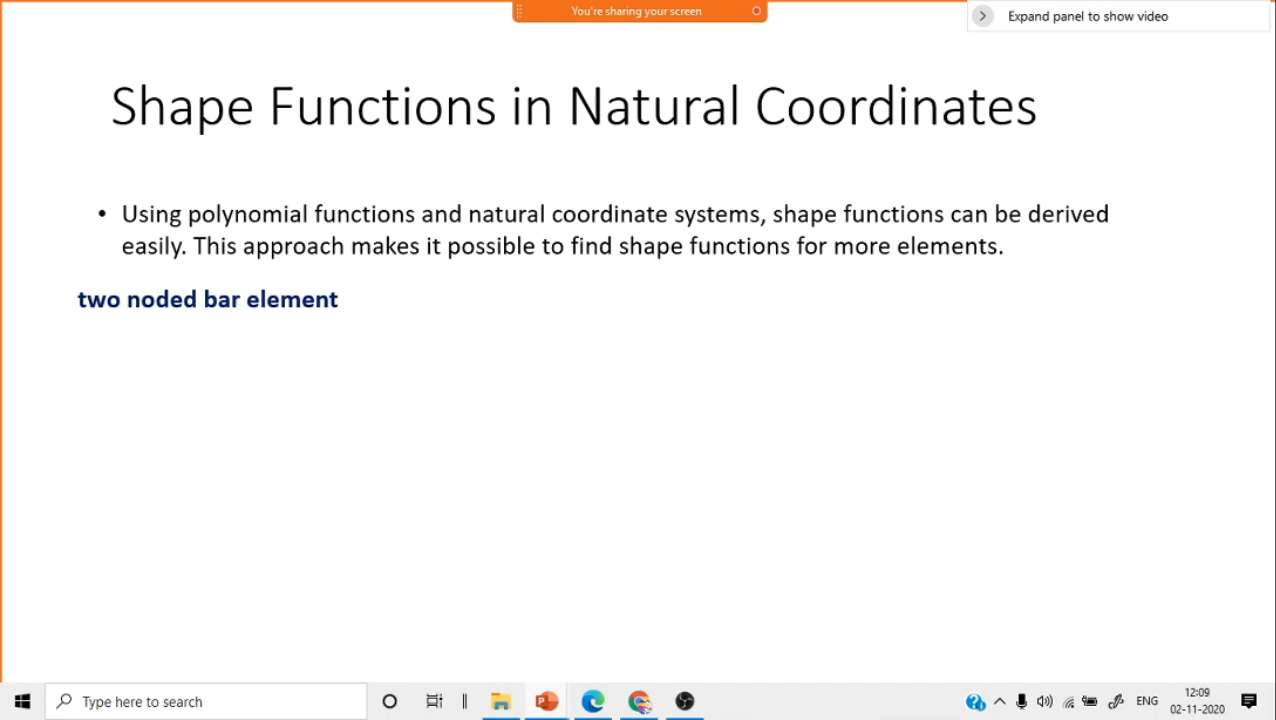 You're sharing your screen
Expand panel to show video
Shape Functions in Natural Coordinates
• Using polynomial functions and natural coordinate systems, shape functions can be derived
easily. This approach makes it possible to find shape functions for more elements.
two noded bar element
Type here to search
ENG
12:09
02-11-2020